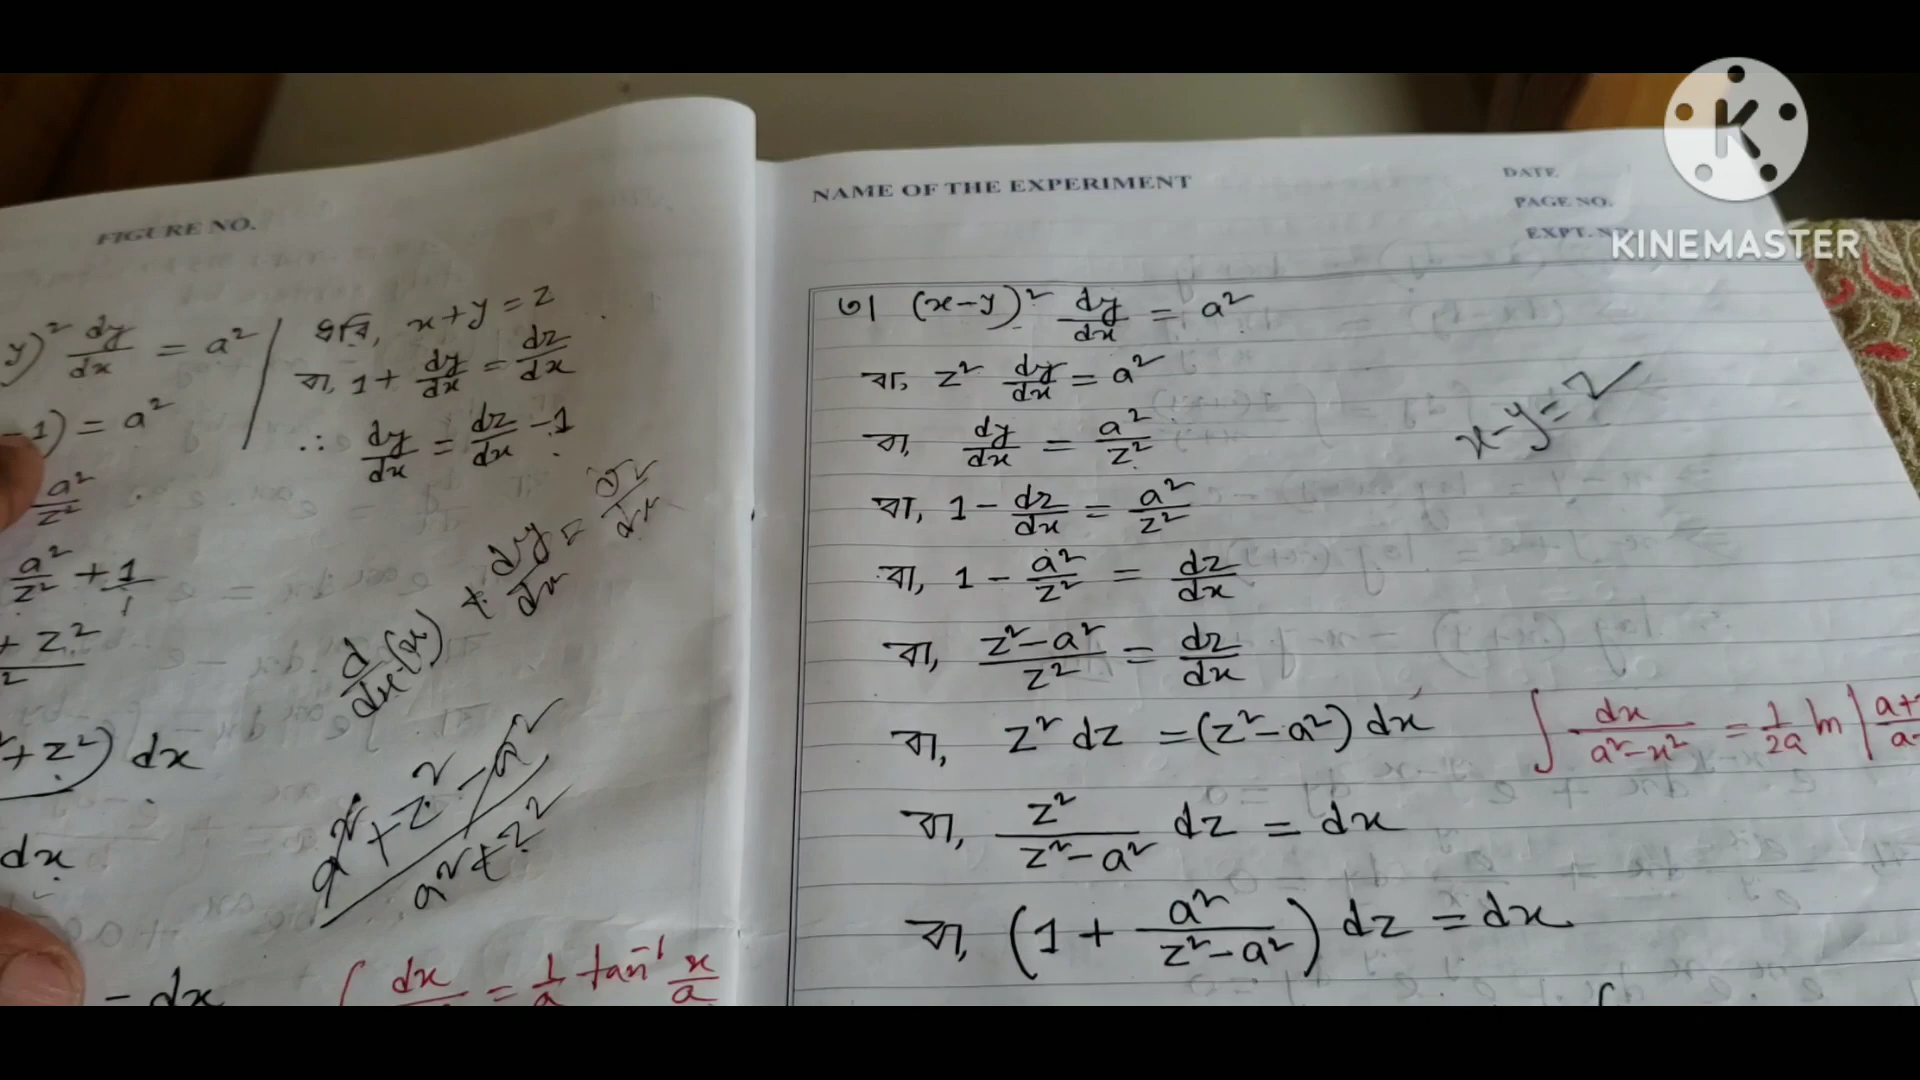 FIGURE NO.
y)² dy/dx = a²
-1) = a²
a²/z²
a²/z² + 1/1
+ z²
2
²+z²) dx
dx
= dx
ধরি, x+y = z
বা, 1 + dy/dx = dz/dx
∴ dy/dx = dz/dx - 1
d/dx (x) + dy/dx = dz/dx
a² + z² - a²
a² + z²
dx = 1/a tan⁻¹ x/a
NAME OF THE EXPERIMENT
DATE
PAGE NO.
EXPT. N
KINEMASTER
৩| (x-y)² dy/dx = a²
বা, z² dy/dx = a²
বা, dy/dx = a²/z²
বা, 1 - dz/dx = a²/z²
বা, 1 - a²/z² = dz/dx
বা, z²-a²/z² = dz/dx
বা, z² dz = (z²-a²) dx
বা, z²/z²-a² dz = dx
বা, (1 + a²/z²-a²) dz = dx
x-y = z
∫ dx/a²-x² = 1/2a ln |a+/a-